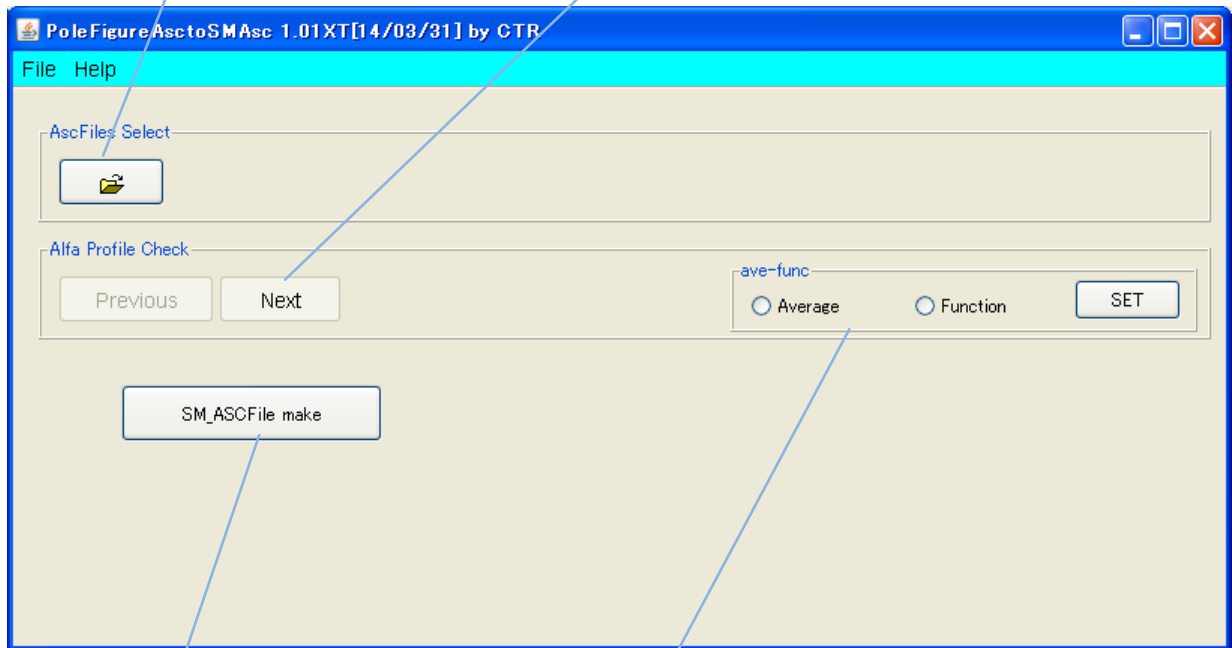 PoleFigureAsctoSMAsc 1.01XT[14/03/31] by CTR
File Help
AscFiles Select
Alfa Profile Check
Previous Next
ave-func
Average Function SET
SM_ASCFile make